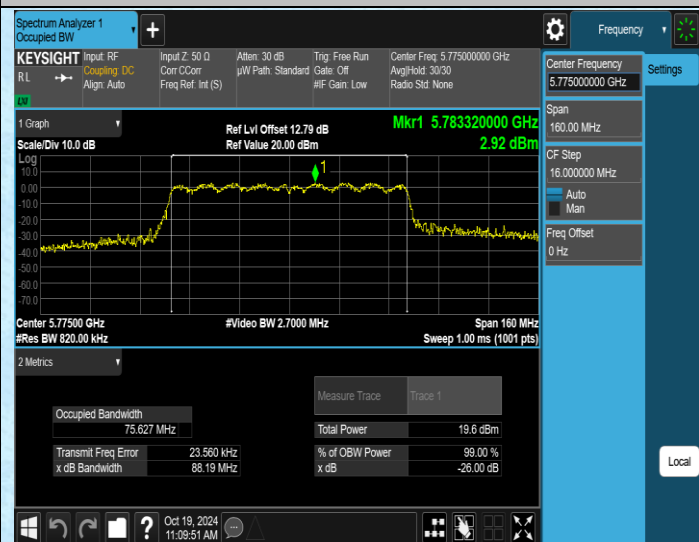 Spectrum Analyzer 1
Occupied BW
+
Frequency
KEYSIGHT
RL
LM
Input: RF
Coupling: DC
Align: Auto
Input Z: 50 Ω
Corr CCorr
Freq Ref: Int (S)
Atten: 30 dB
µW Path: Standard
Trig: Free Run
Gate: Off
#IF Gain: Low
Center Freq: 5.775000000 GHz
Avg|Hold: 30/30
Radio Std: None
Center Frequency
5.775000000 GHz
Settings
Span
160.00 MHz
CF Step
16.000000 MHz
Auto
Man
Freq Offset
0 Hz
1 Graph
Scale/Div 10.0 dB
Ref Lvl Offset 12.79 dB
Ref Value 20.00 dBm
Mkr1 5.783320000 GHz
2.92 dBm
Log
10.0
0.00
-10.0
-20.0
-30.0
-40.0
-50.0
-60.0
-70.0
1
Center 5.77500 GHz
#Res BW 820.00 kHz
#Video BW 2.7000 MHz
Span 160 MHz
Sweep 1.00 ms (1001 pts)
2 Metrics
Measure Trace
Trace 1
Occupied Bandwidth
75.627 MHz
Total Power
19.6 dBm
Transmit Freq Error
23.560 kHz
% of OBW Power
99.00 %
x dB Bandwidth
88.19 MHz
x dB
-26.00 dB
Local
?
Oct 19, 2024
11:09:51 AM